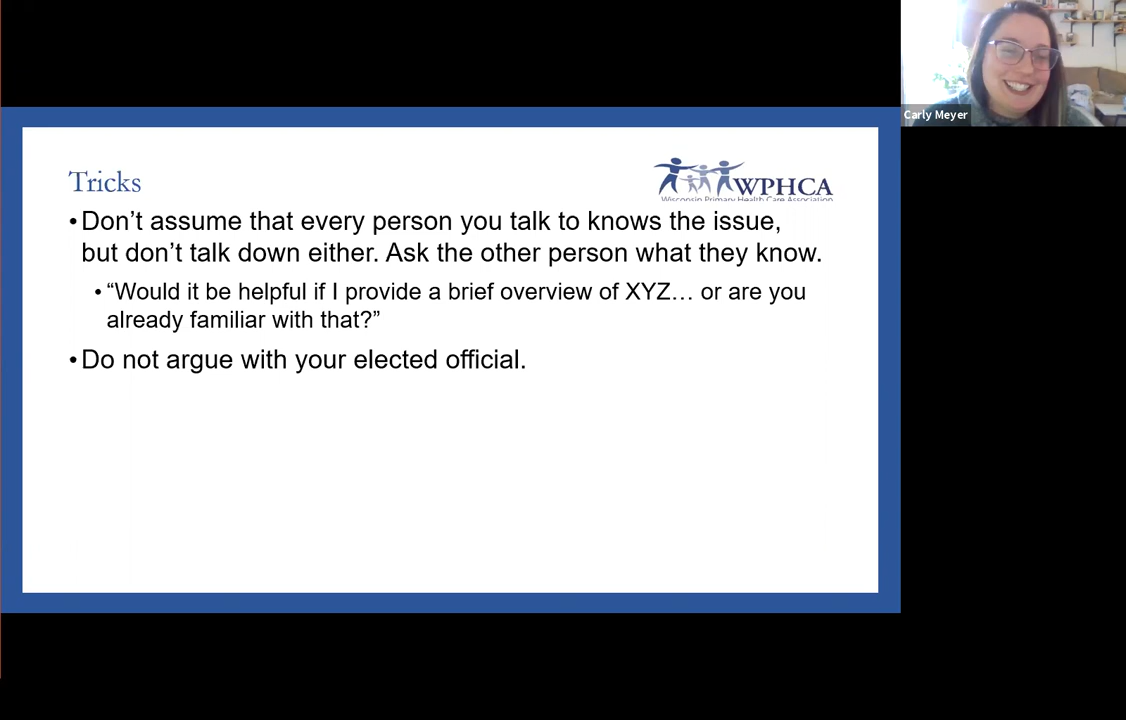 Carly Meyer
Tricks
WPHCA
Wisconsin Primary Health Care Association
•Don’t assume that every person you talk to knows the issue,
but don’t talk down either. Ask the other person what they know.
•“Would it be helpful if I provide a brief overview of XYZ… or are you
already familiar with that?”
•Do not argue with your elected official.